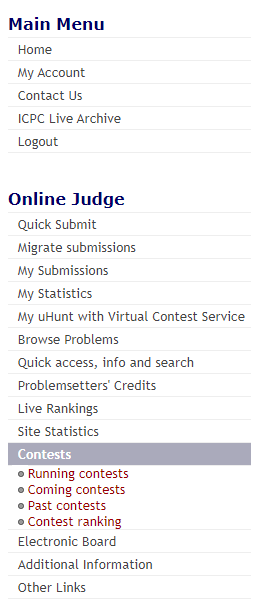 Main Menu
Home
My Account
Contact Us
ICPC Live Archive
Logout
Online Judge
Quick Submit
Migrate submissions
My Submissions
My Statistics
My uHunt with Virtual Contest Service
Browse Problems
Quick access, info and search
Problemsetters' Credits
Live Rankings
Site Statistics
Contests
Running contests
Coming contests
Past contests
Contest ranking
Electronic Board
Additional Information
Other Links